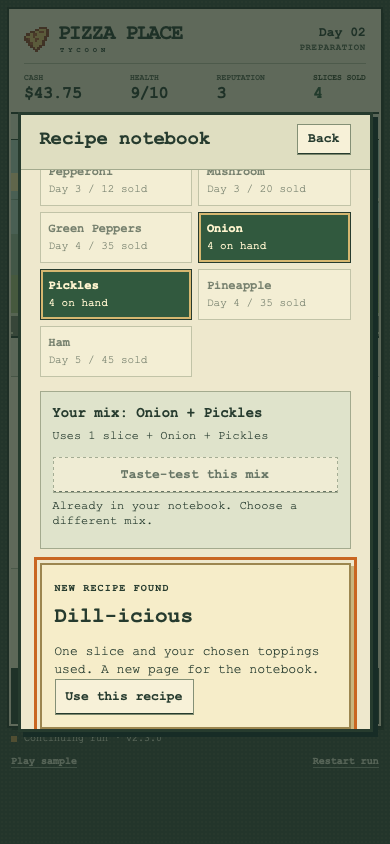 PIZZA PLACE
TYCOON
Day 02
PREPARATION
CASH
HEALTH
REPUTATION
SLICES SOLD
$43.75
9/10
3
4
Recipe notebook
Back
Pepperoni
Mushroom
Day 3 / 12 sold
Day 3 / 20 sold
Green Peppers
Onion
Day 4 / 35 sold
4 on hand
Pickles
Pineapple
4 on hand
Day 4 / 35 sold
Ham
Day 5 / 45 sold
Your mix: Onion + Pickles
Uses 1 slice + Onion + Pickles
Taste-test this mix
Already in your notebook. Choose a
different mix.
NEW RECIPE FOUND
Dill-icious
One slice and your chosen toppings
used. A new page for the notebook.
Use this recipe
Continuing run · v2.3.0
Play sample
Restart run